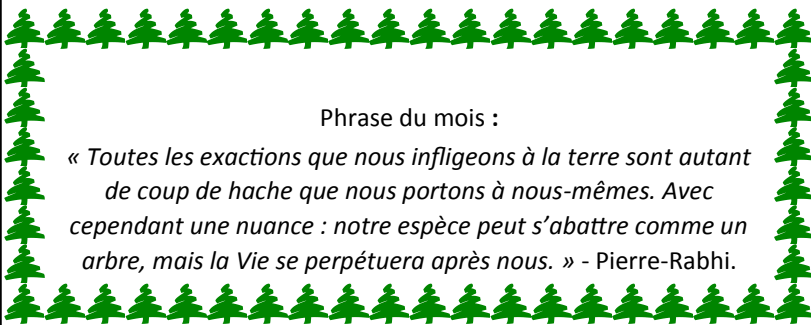 Phrase du mois :
« Toutes les exactions que nous infligeons à la terre sont autant
de coup de hache que nous portons à nous-mêmes. Avec
cependant une nuance : notre espèce peut s’abattre comme un
arbre, mais la Vie se perpétuera après nous. » - Pierre-Rabhi.